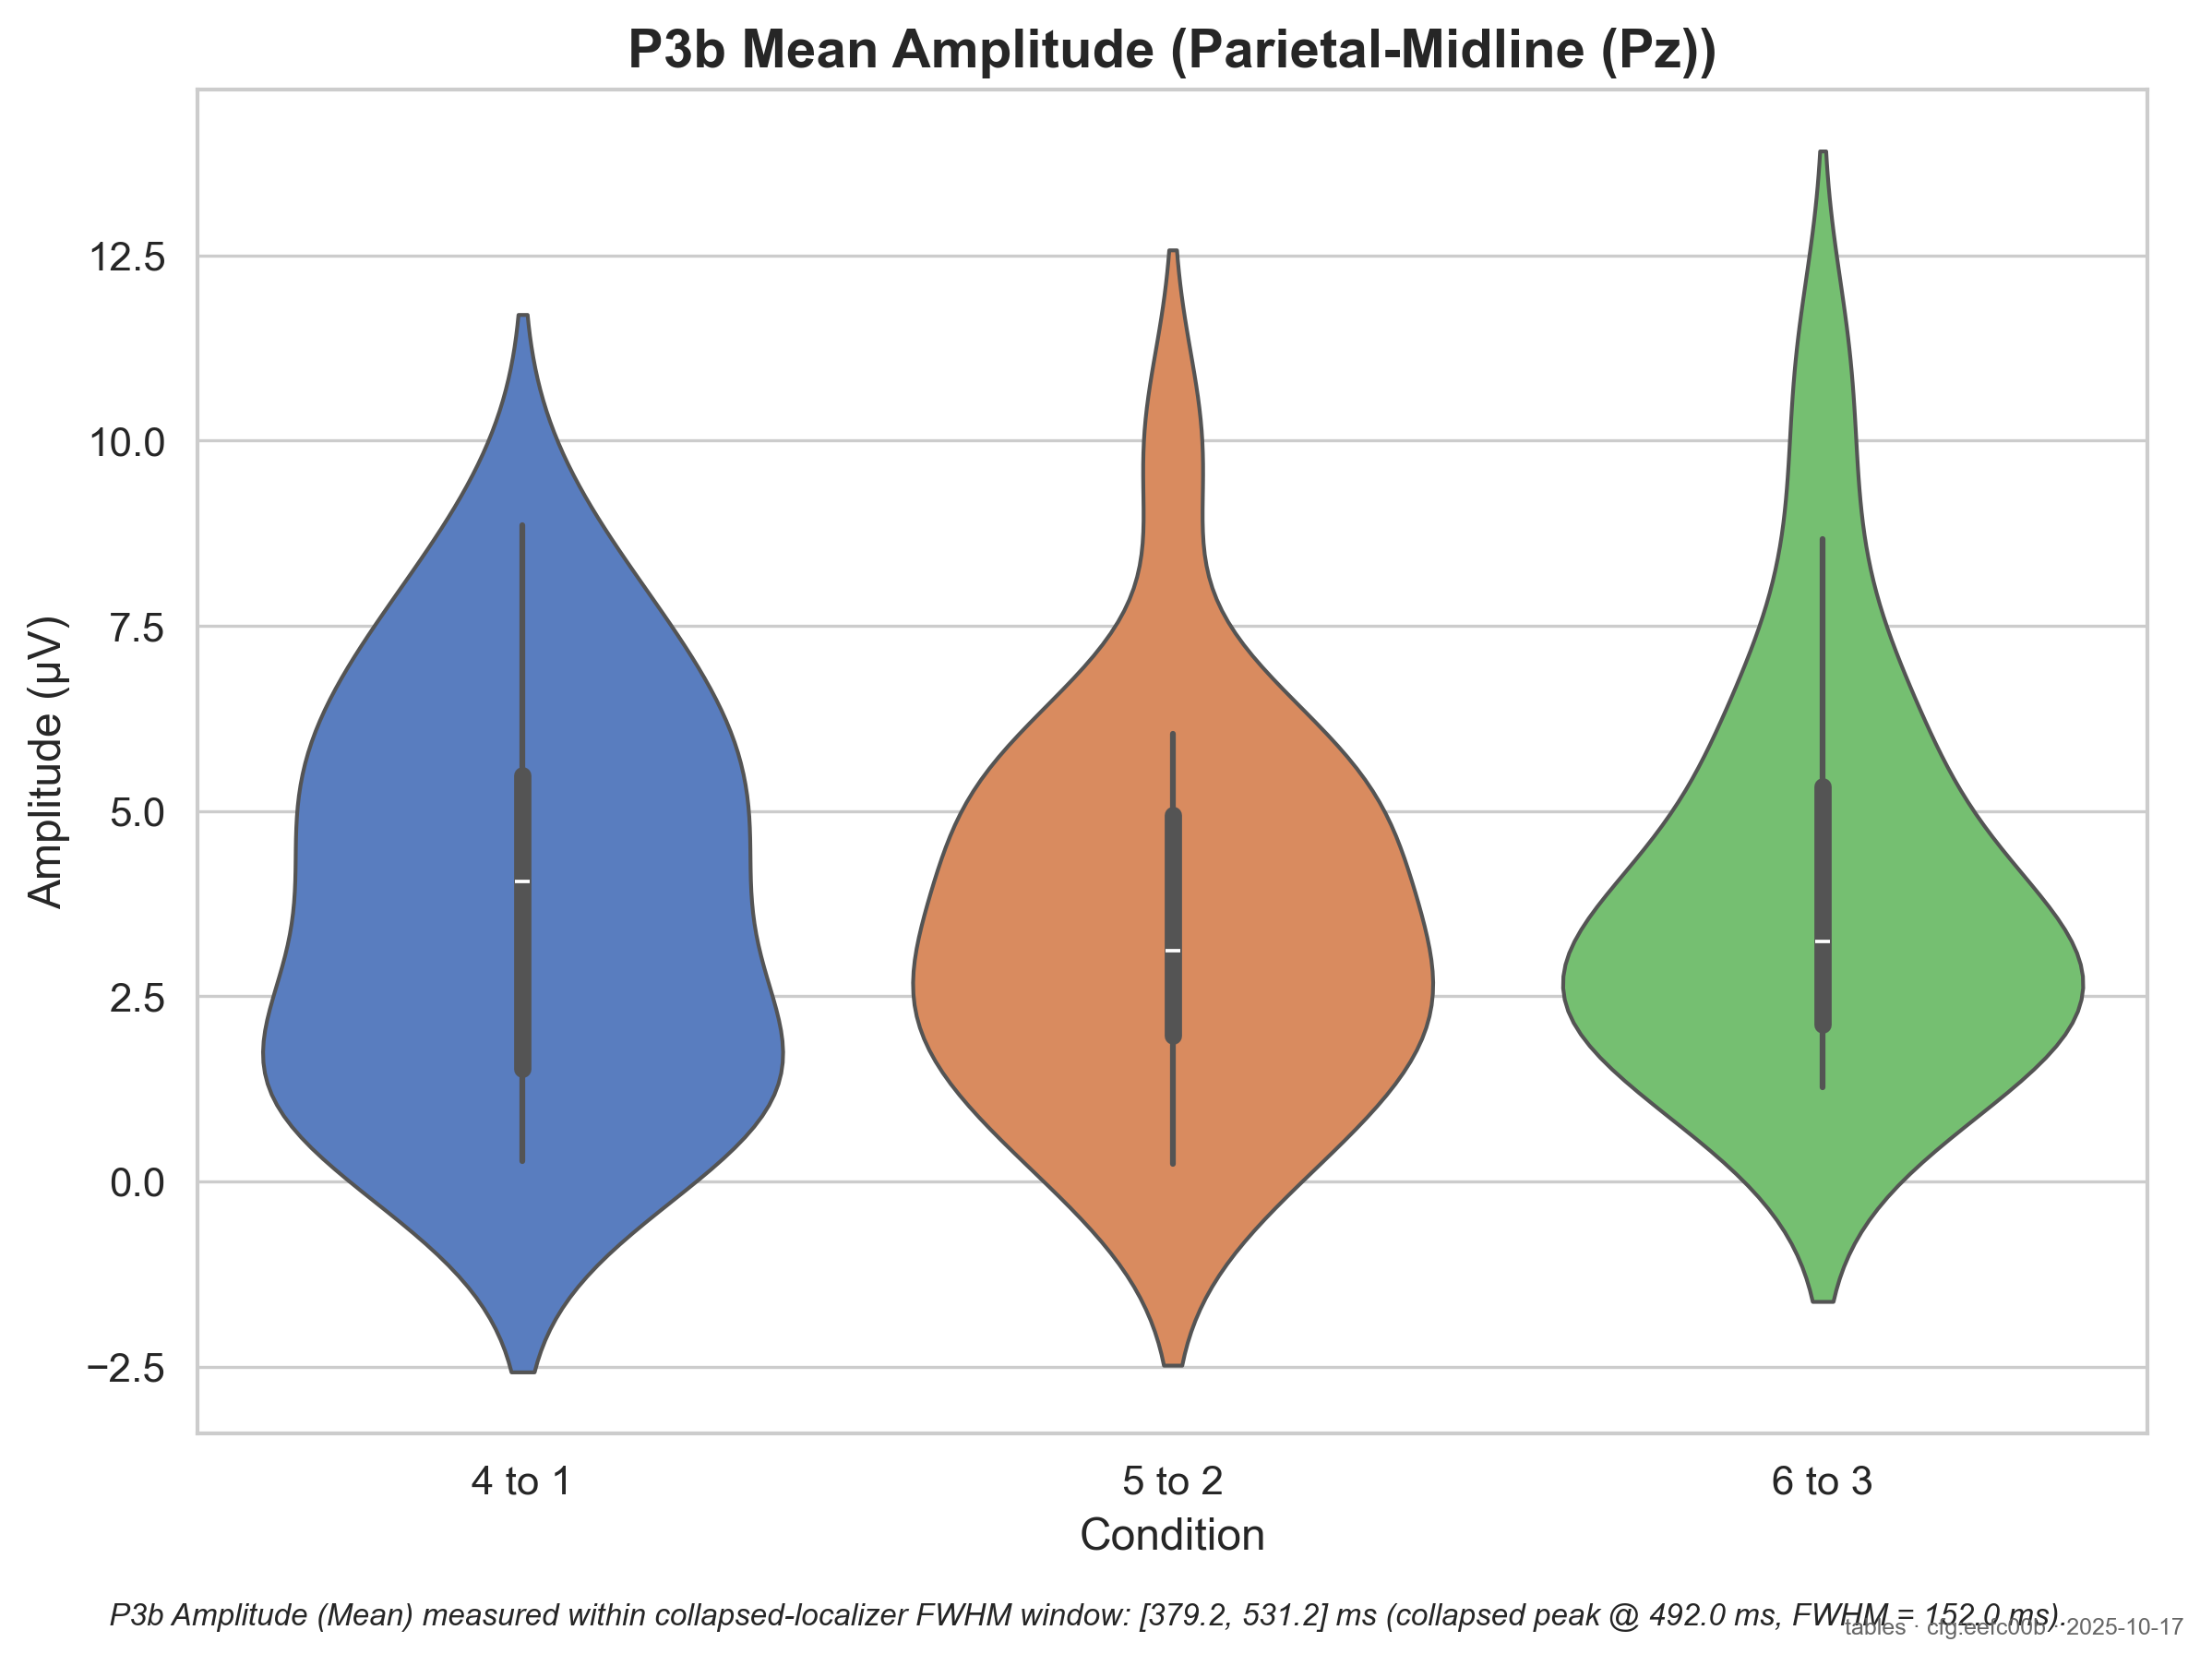 P3b Mean Amplitude (Parietal-Midline (Pz))
Amplitude (µV)
12.5
10.0
7.5
5.0
2.5
0.0
−2.5
4 to 1
5 to 2
6 to 3
Condition
P3b Amplitude (Mean) measured within collapsed-localizer FWHM window: [379.2, 531.2] ms (collapsed peak @ 492.0 ms, FWHM = 152.0 ms).
tables · cfg:eefc00b · 2025-10-17